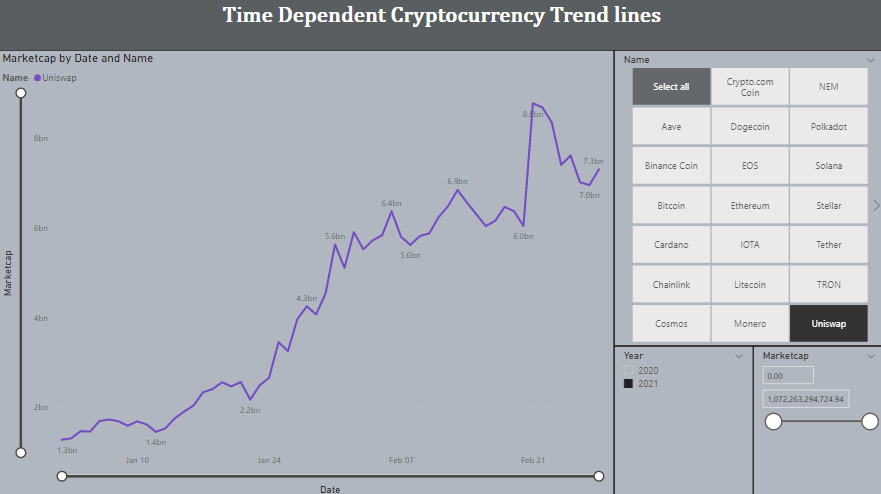 Time Dependent Cryptocurrency Trend lines
Marketcap by Date and Name
Name Uniswap
8bn
6bn
4bn
2bn
Marketcap
1.3bn
1.4bn
2.2bn
4.3bn
5.6bn
6.4bn
5.6bn
6.9bn
6.0bn
8.8bn
7.3bn
7.0bn
Jan 10
Jan 24
Feb 07
Feb 21
Date
Name
Select all
Crypto.com
Coin
NEM
Aave
Dogecoin
Polkadot
Binance Coin
EOS
Solana
Bitcoin
Ethereum
Stellar
Cardano
IOTA
Tether
Chainlink
Litecoin
TRON
Cosmos
Monero
Uniswap
Year
2020
2021
Marketcap
0.00
1,072,263,294,724.94